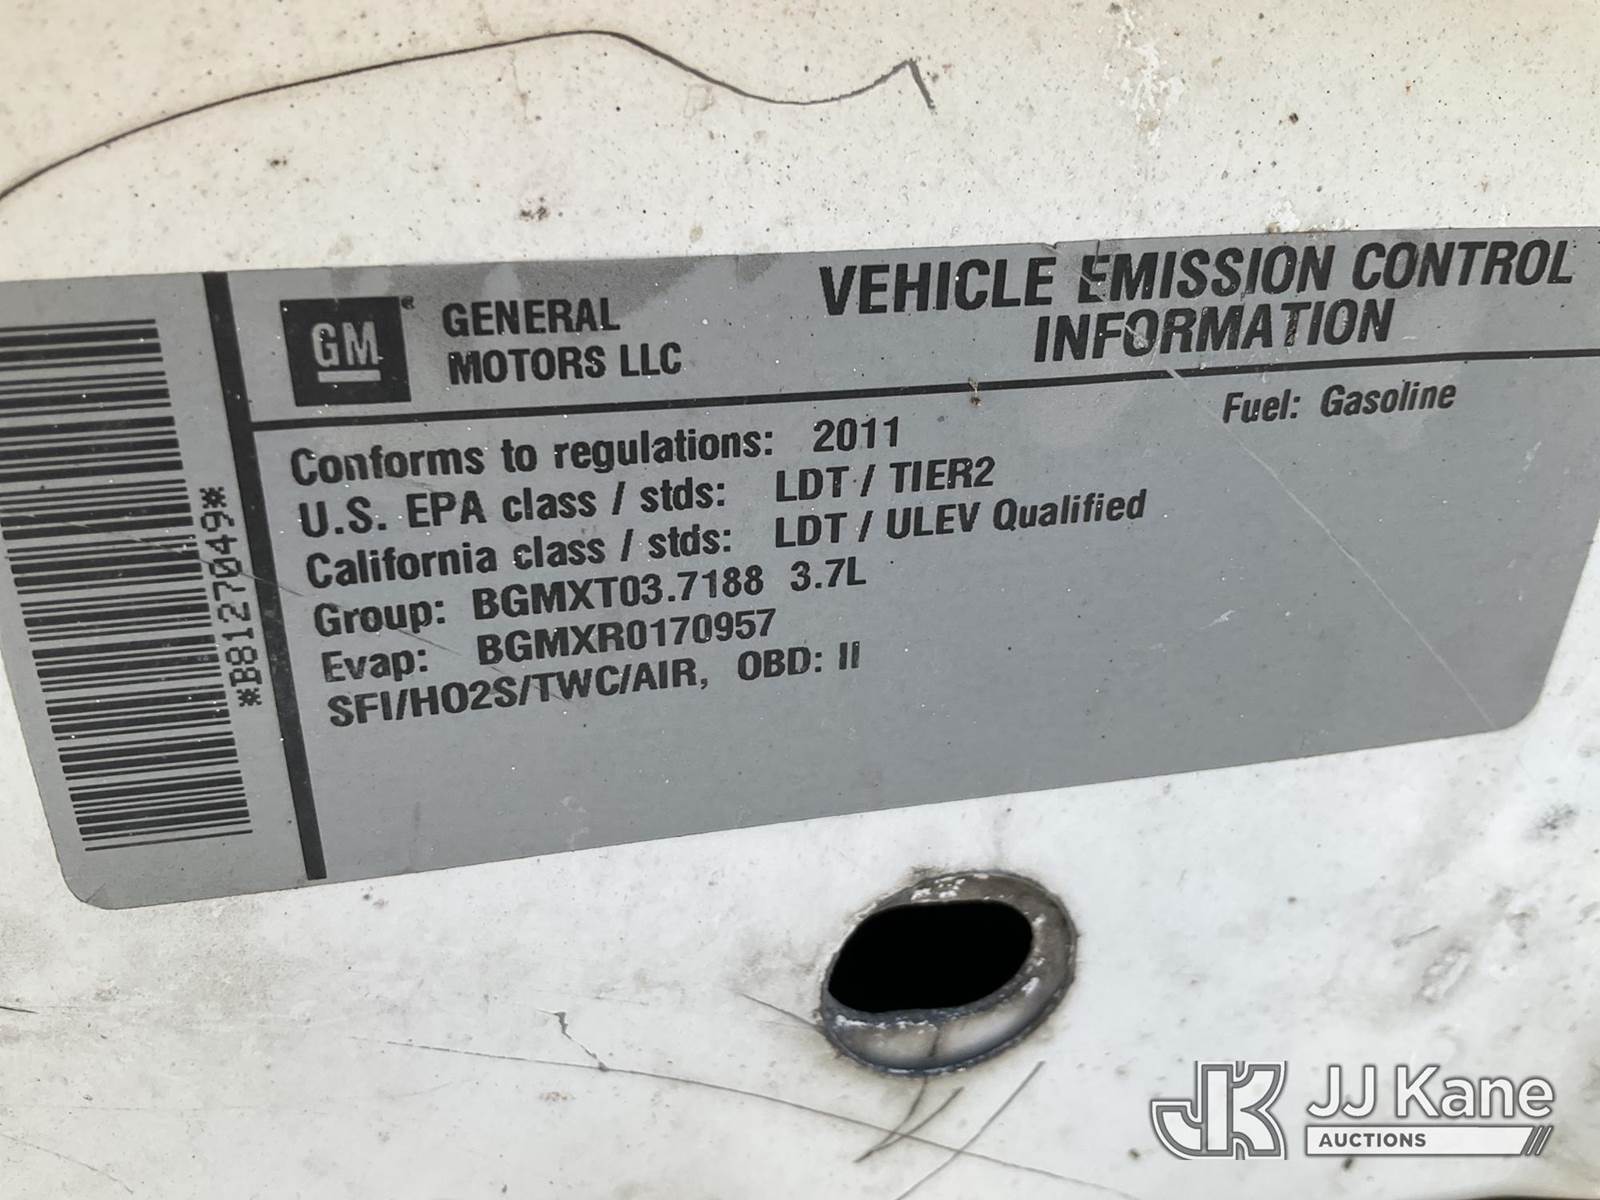 *B8127049*
GM®
GENERAL
MOTORS LLC
VEHICLE EMISSION CONTROL
INFORMATION
Fuel: Gasoline
Conforms to regulations: 2011
U.S. EPA class / stds: LDT / TIER2
California class / stds: LDT / ULEV Qualified
Group: BGMXT03.7188 3.7L
Evap: BGMXR0170957
SFI/HO2S/TWC/AIR, OBD: II
JK JJ Kane
AUCTIONS